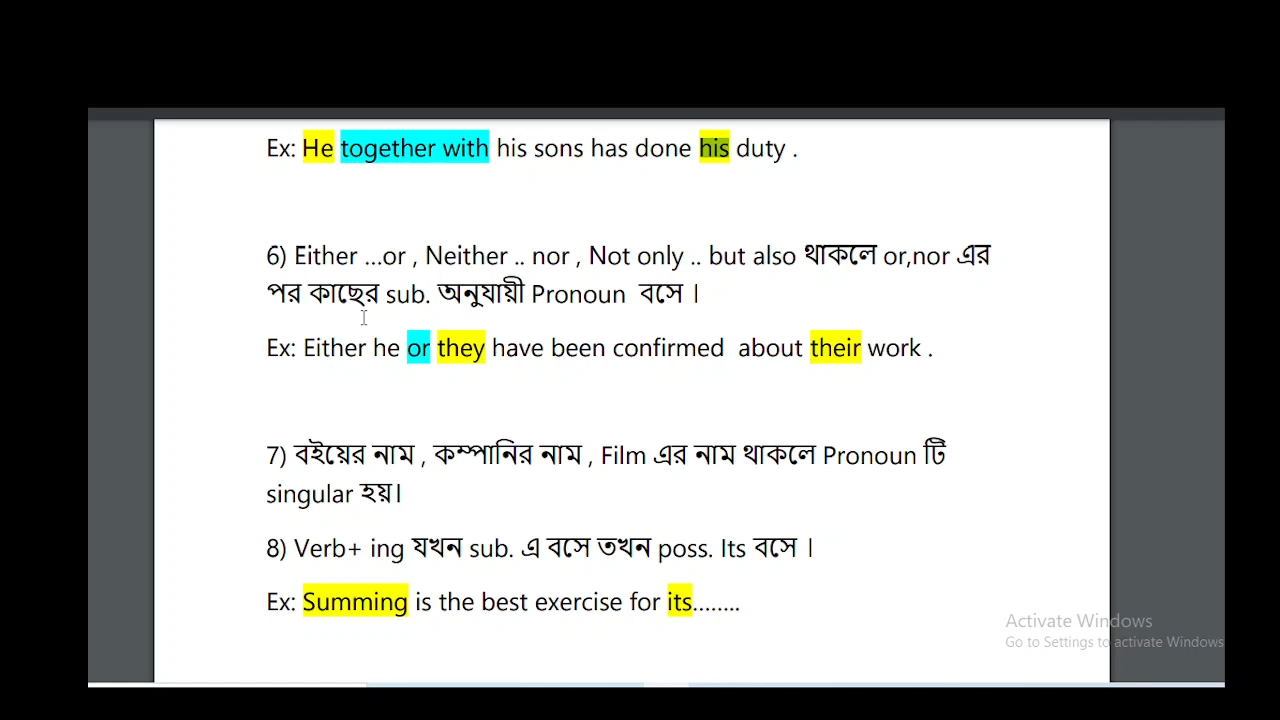 Ex: He together with his sons has done his duty .
6) Either ...or , Neither .. nor , Not only .. but also থাকলে or,nor এর
পর কাছের sub. অনুযায়ী Pronoun বসে ।
Ex: Either he or they have been confirmed about their work .
7) বইয়ের নাম , কম্পানির নাম , Film এর নাম থাকলে Pronoun টি
singular হয়।
8) Verb+ ing যখন sub. এ বসে তখন poss. Its বসে ।
Ex: Summing is the best exercise for its........
Activate Windows
Go to Settings to activate Windows